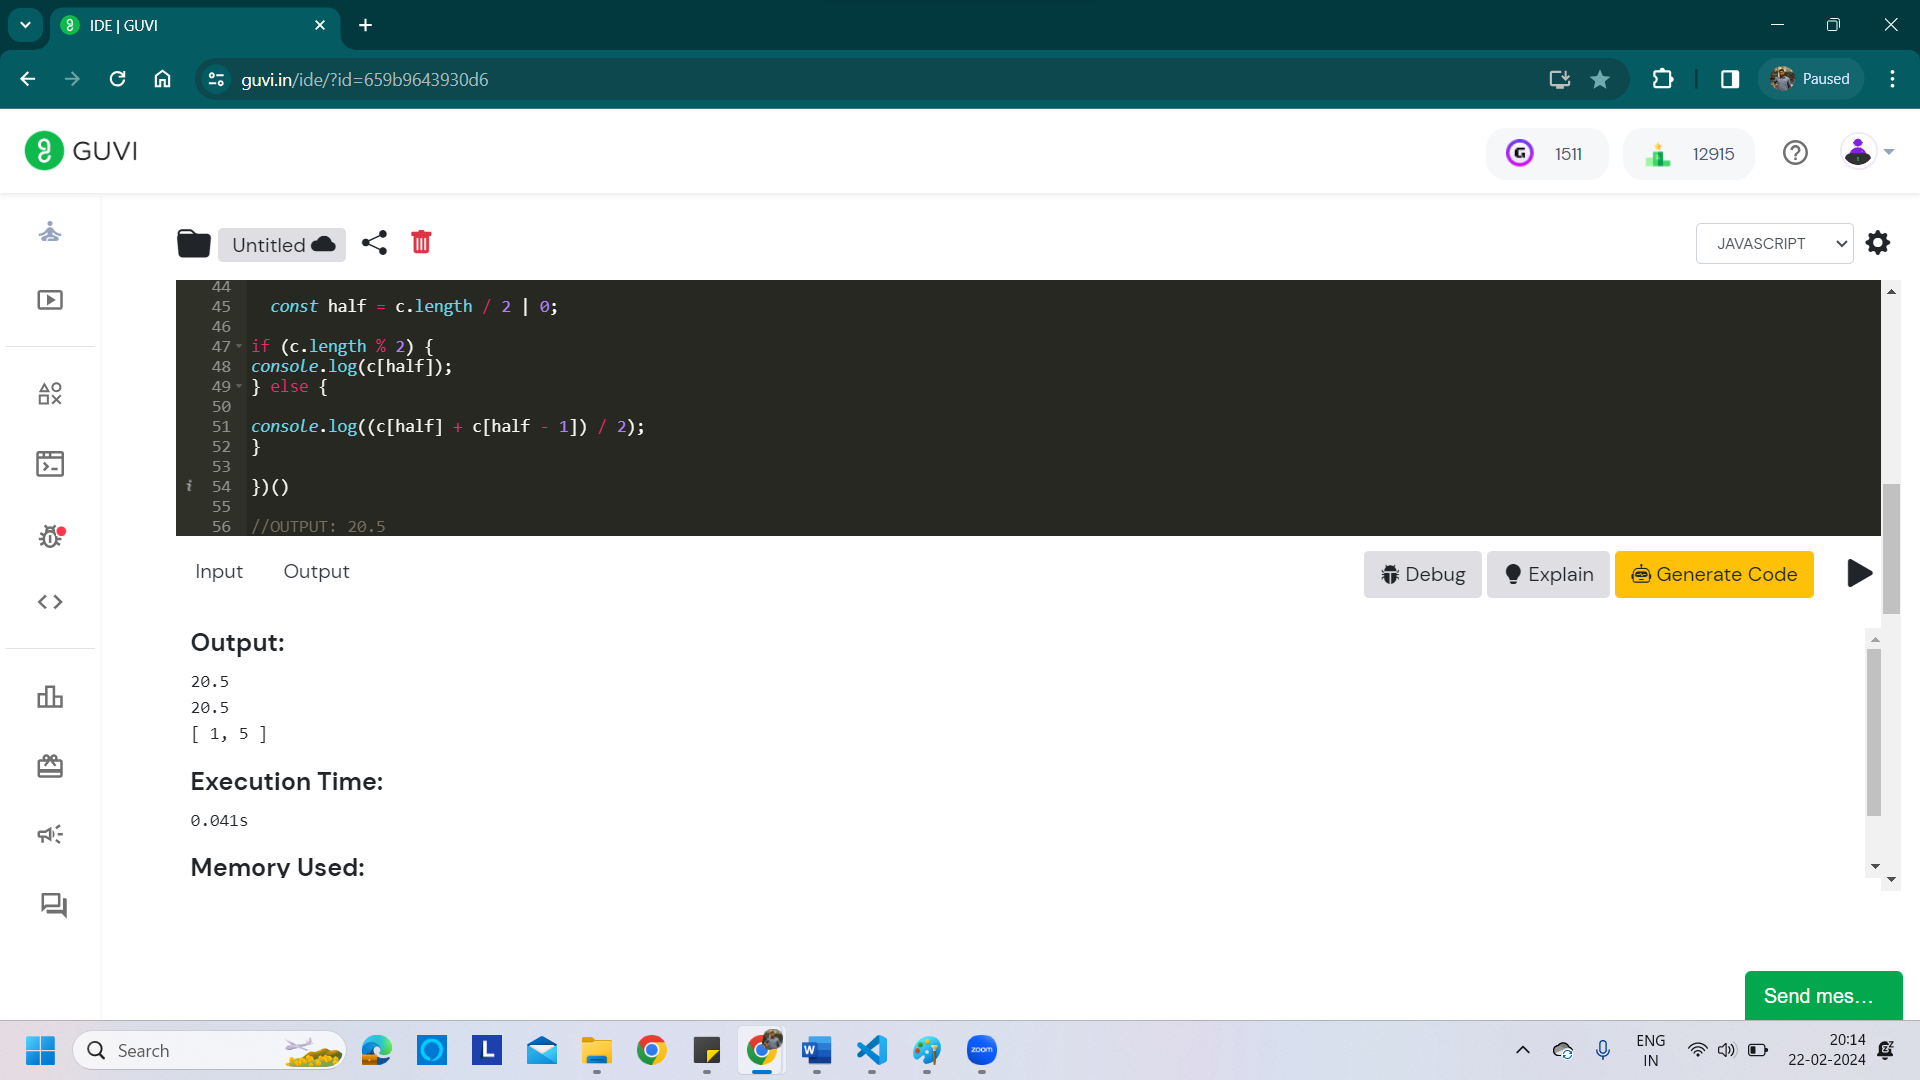 IDE | GUVI
guvi.in/ide/?id=659b9643930d6
Paused
GUVI
1511
12915
Untitled
JAVASCRIPT
44
45 const half = c.length / 2 | 0;
46
47 if (c.length % 2) {
48 console.log(c[half]);
49 } else {
50
51 console.log((c[half] + c[half - 1]) / 2);
52 }
53
i 54 })()
55
56 //OUTPUT: 20.5
Input Output
Debug
Explain
Generate Code
Output:
20.5
20.5
[ 1, 5 ]
Execution Time:
0.041s
Memory Used:
Send mes...
Search
L
W
zoom
ENG
IN
20:14
22-02-2024